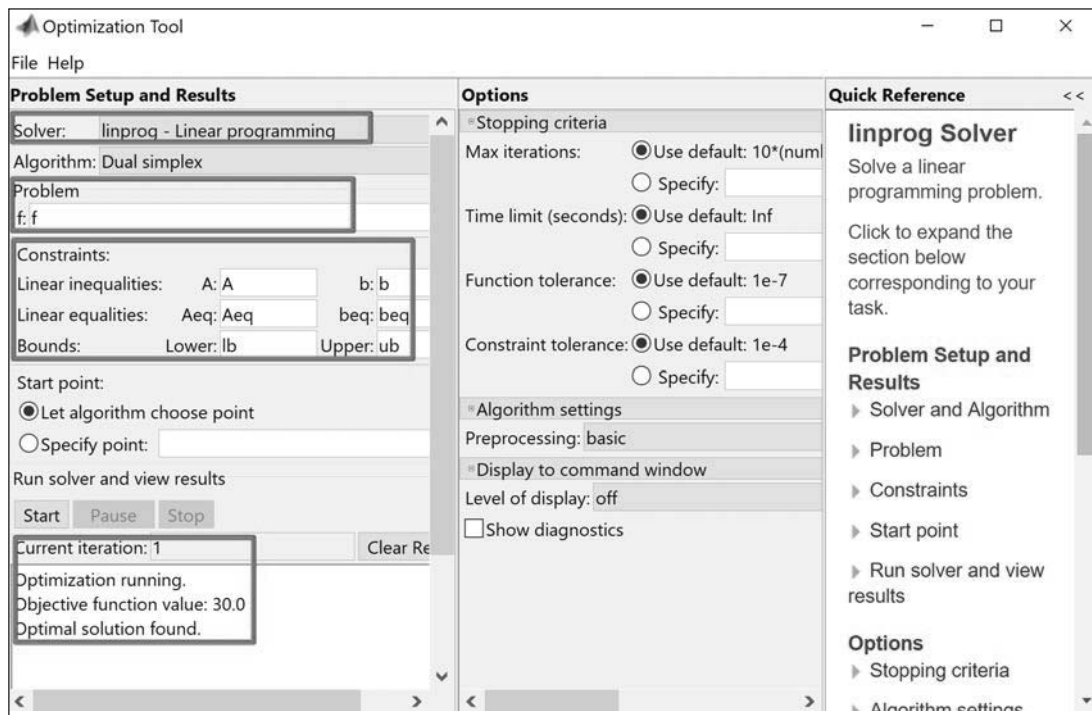 Optimization Tool
File Help
Problem Setup and Results
Solver: linprog - Linear programming
Algorithm: Dual simplex
Problem
f: f
Constraints:
Linear inequalities: A: A b: b
Linear equalities: Aeq: Aeq beq: beq
Bounds: Lower: lb Upper: ub
Start point:
Let algorithm choose point
Specify point:
Run solver and view results
Start Pause Stop
Current iteration: 1 Clear Re
Optimization running.
Objective function value: 30.0
Optimal solution found.
Options
Stopping criteria
Max iterations: Use default: 10*(num
Specify:
Time limit (seconds): Use default: Inf
Specify:
Function tolerance: Use default: 1e-7
Specify:
Constraint tolerance: Use default: 1e-4
Specify:
Algorithm settings
Preprocessing: basic
Display to command window
Level of display: off
Show diagnostics
Quick Reference <<
linprog Solver
Solve a linear
programming problem.
Click to expand the
section below
corresponding to your
task.
Problem Setup and
Results
Solver and Algorithm
Problem
Constraints
Start point
Run solver and view
results
Options
Stopping criteria
Algorithm settings